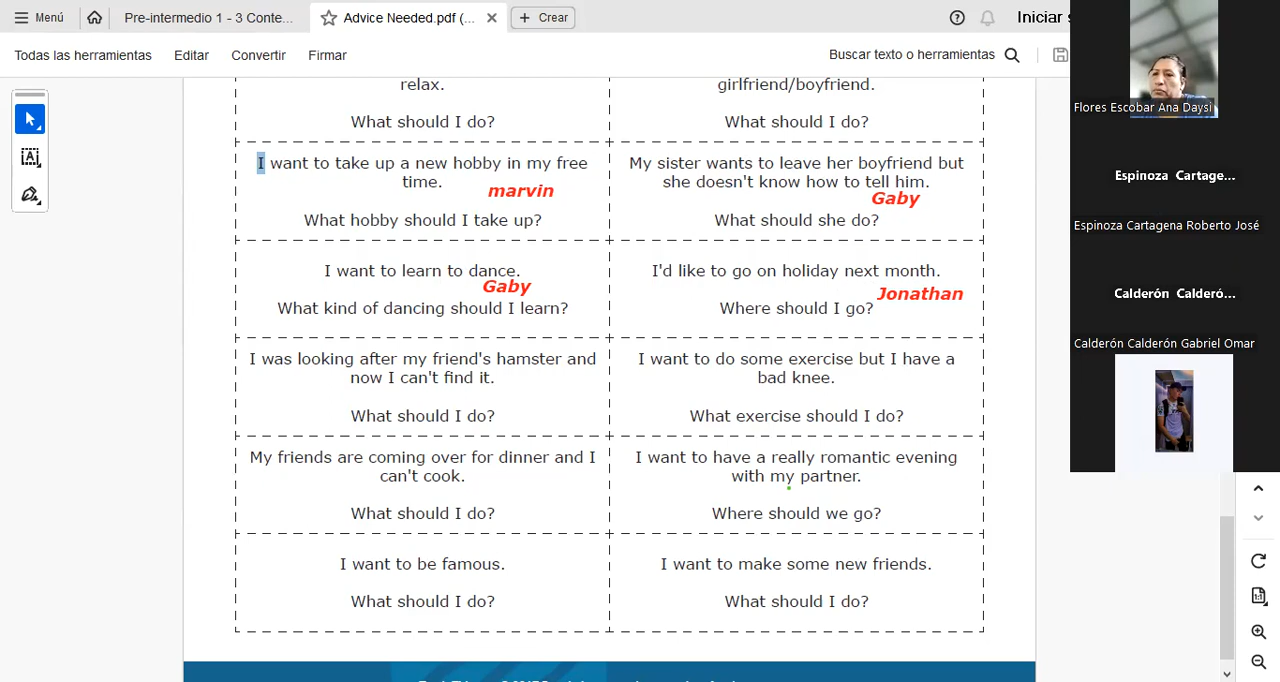 Menú
Pre-intermedio 1 - 3 Conte...
Advice Needed.pdf (...
Crear
Iniciar s
Todas las herramientas
Editar
Convertir
Firmar
Buscar texto o herramientas
relax.
What should I do?
girlfriend/boyfriend.
What should I do?
I want to take up a new hobby in my free
time.
marvin
What hobby should I take up?
My sister wants to leave her boyfriend but
she doesn't know how to tell him.
Gaby
What should she do?
I want to learn to dance.
Gaby
What kind of dancing should I learn?
I'd like to go on holiday next month.
Jonathan
Where should I go?
I was looking after my friend's hamster and
now I can't find it.
What should I do?
I want to do some exercise but I have a
bad knee.
What exercise should I do?
My friends are coming over for dinner and I
can't cook.
What should I do?
I want to have a really romantic evening
with my partner.
Where should we go?
I want to be famous.
What should I do?
I want to make some new friends.
What should I do?
Flores Escobar Ana Daysi
Espinoza Cartage...
Espinoza Cartagena Roberto José
Calderón Calderó...
Calderón Calderón Gabriel Omar
1:1